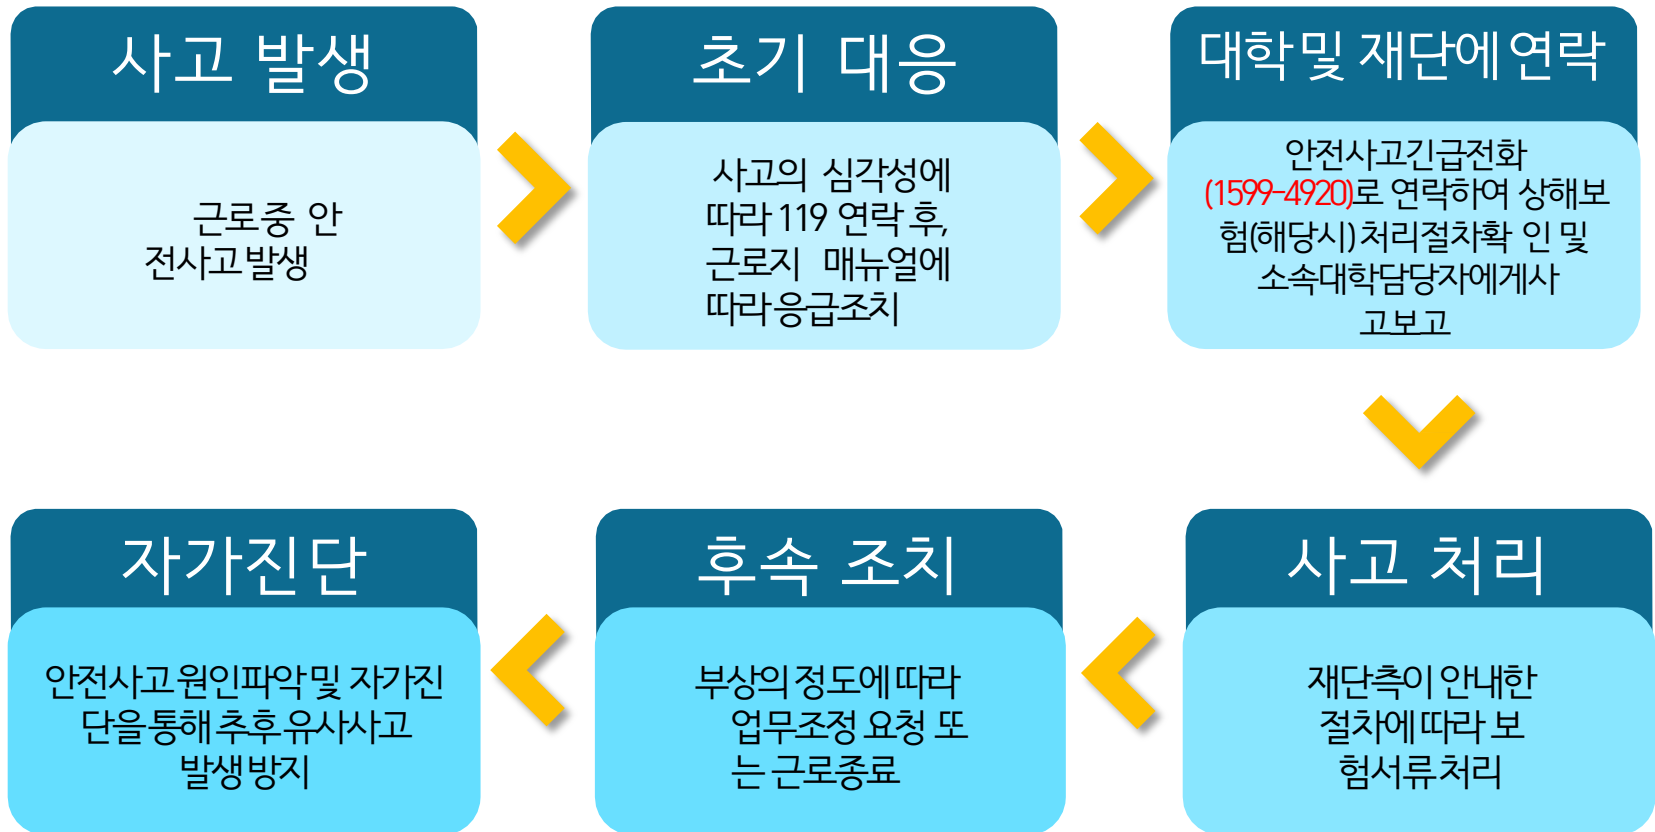 사고 발생
근로중 안
전사고발생
초기 대응
사고의 심각성에
따라 119 연락 후,
근로지 매뉴얼에
따라 응급조치
대학 및 재단에 연락
안전사고긴급전화
(1599-4920)로 연락하여 상해보
험(해당시) 처리절차확 인 및
소속대학담당자에게사
고보고
사고 처리
재단측이 안내한
절차에 따라 보
험서류 처리
후속 조치
부상의 정도에 따라
업무조정 요청 또
는 근로종료
자가진단
안전사고 원인파악 및 자가진
단을 통해 추후 유사사고
발생 방지